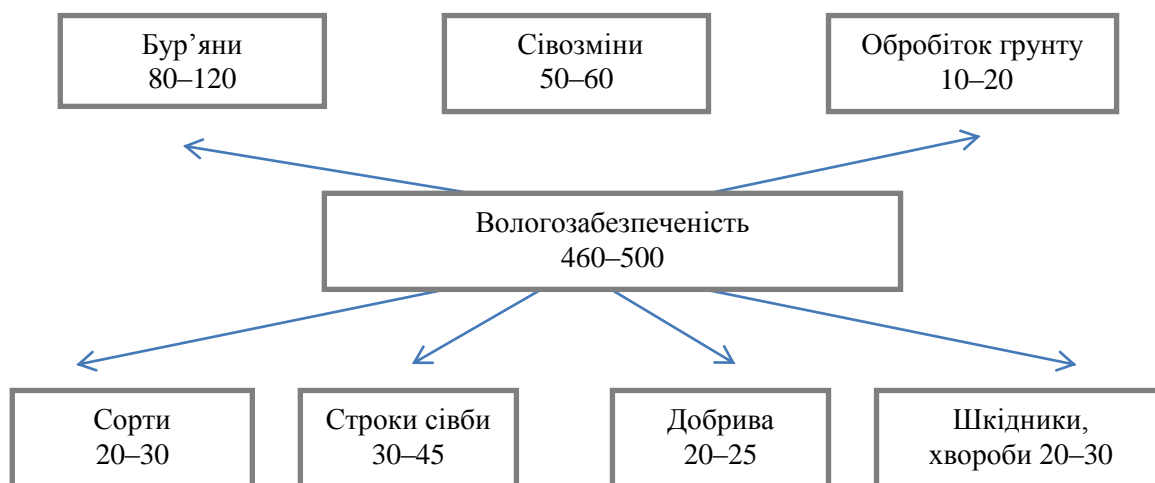 Бур’яни
80–120
Сівозміни
50–60
Обробіток грунту
10–20
Вологозабезпеченість
460–500
Сорти
20–30
Строки сівби
30–45
Добрива
20–25
Шкідники,
хвороби 20–30